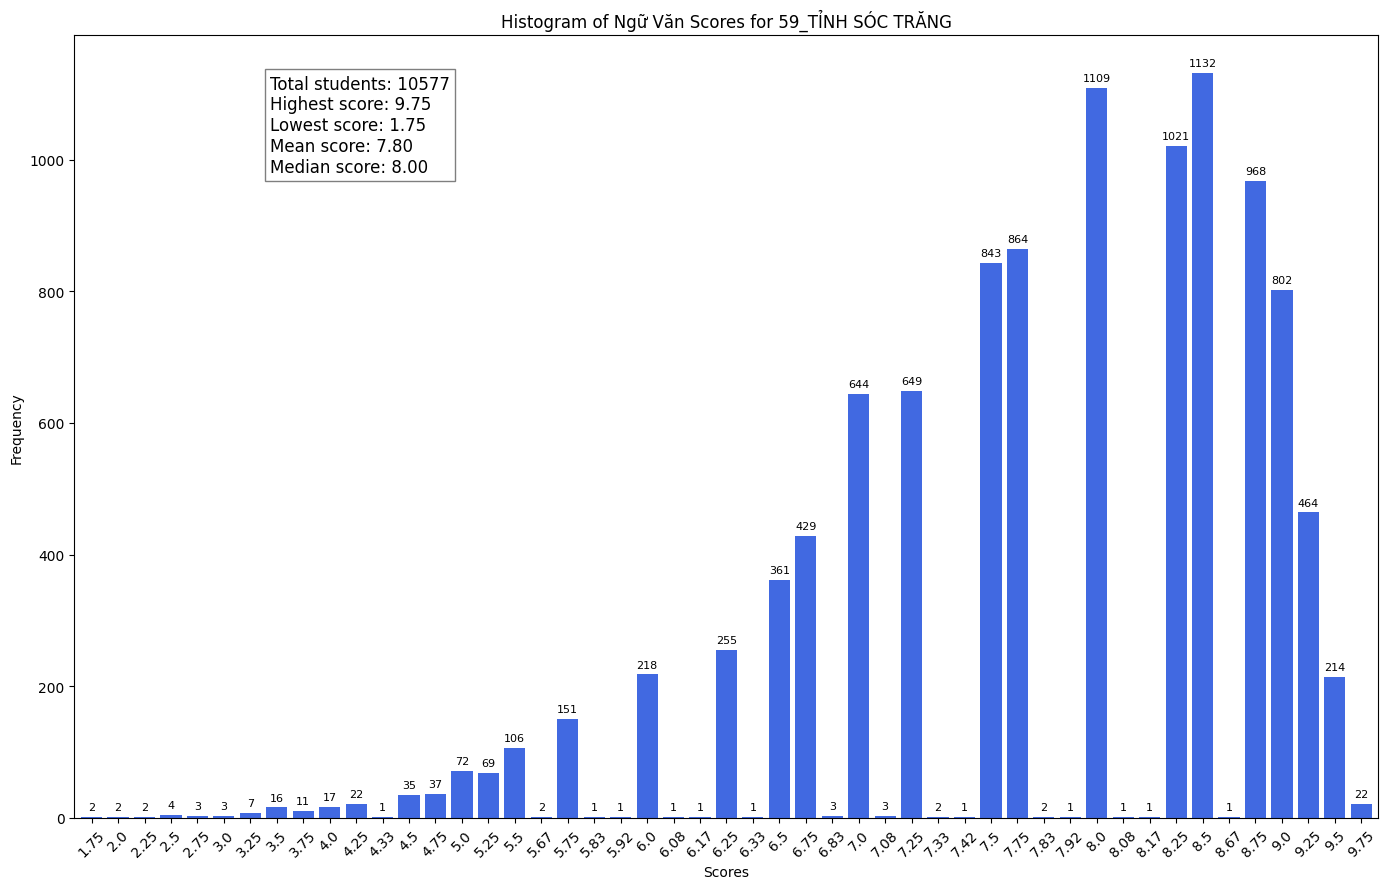 Histogram of Ngữ Văn Scores for 59_TỈNH SÓC TRĂNG
Total students: 10577
Highest score: 9.75
Lowest score: 1.75
Mean score: 7.80
Median score: 8.00
Frequency
1000
800
600
400
200
0
2 2 2 4 3 3 7 16 11 17 22 1 35 37 72 69 106 2 151 1 1 218 1 1 255 1 361 429 3 644 3 649 2 1 843 864 2 1 1109 1 1 1021 1132 1 968 802 464 214 22
1.75 2.0 2.25 2.5 2.75 3.0 3.25 3.5 3.75 4.0 4.25 4.33 4.5 4.75 5.0 5.25 5.5 5.67 5.75 5.83 5.92 6.0 6.08 6.17 6.25 6.33 6.5 6.75 6.83 7.0 7.08 7.25 7.33 7.42 7.5 7.75 7.83 7.92 8.0 8.08 8.17 8.25 8.5 8.67 8.75 9.0 9.25 9.5 9.75
Scores